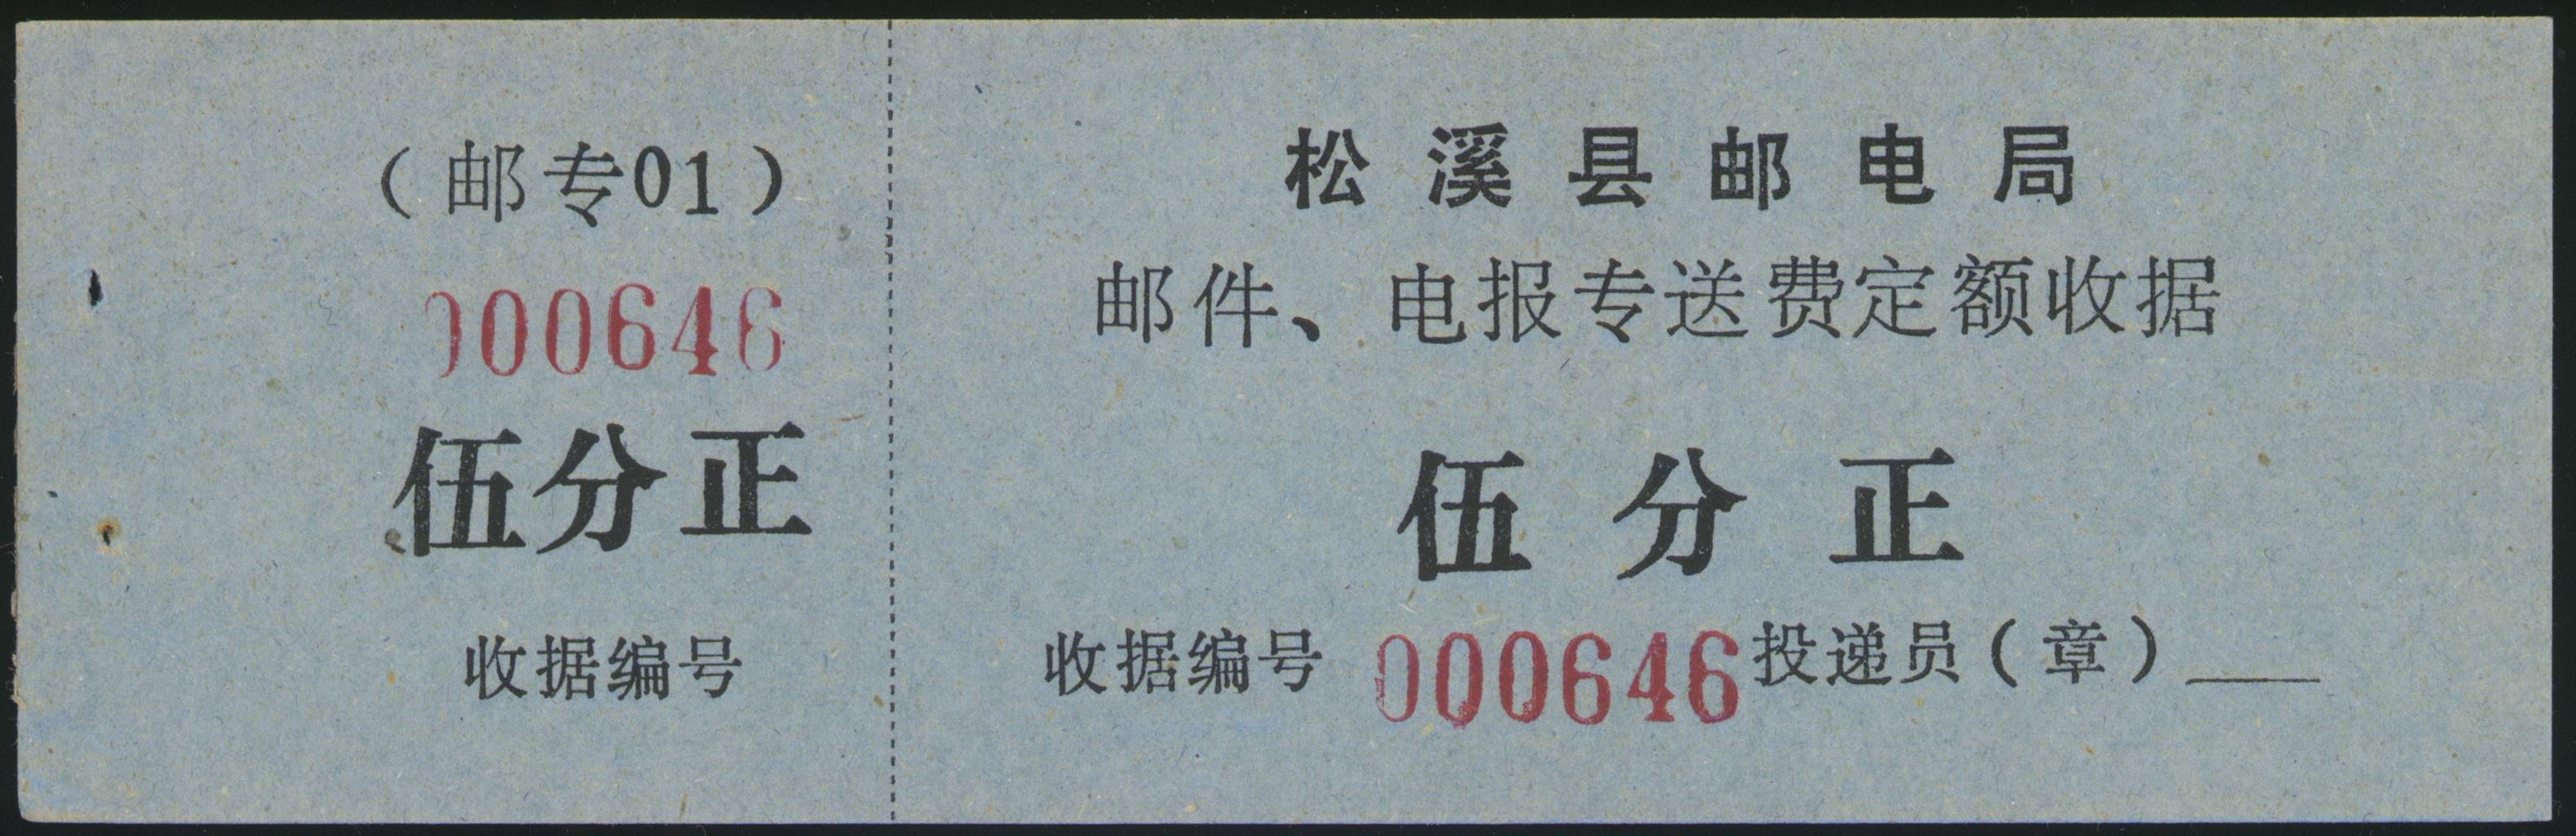 （邮专01）
000646
伍分正
收据编号
松溪县邮电局
邮件、电报专送费定额收据
伍分正
收据编号 000646 投递员（章）___